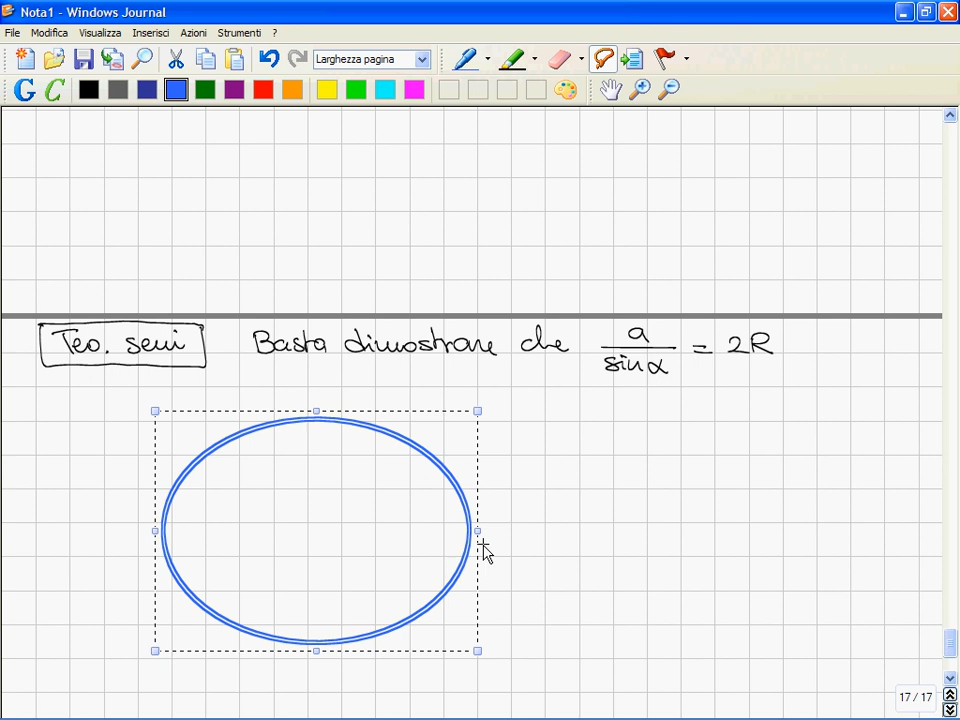 Nota1 - Windows Journal
File Modifica Visualizza Inserisci Azioni Strumenti ?
Larghezza pagina
G C
Teo. seni Basta dimostrare che a/sin α = 2R
17 / 17